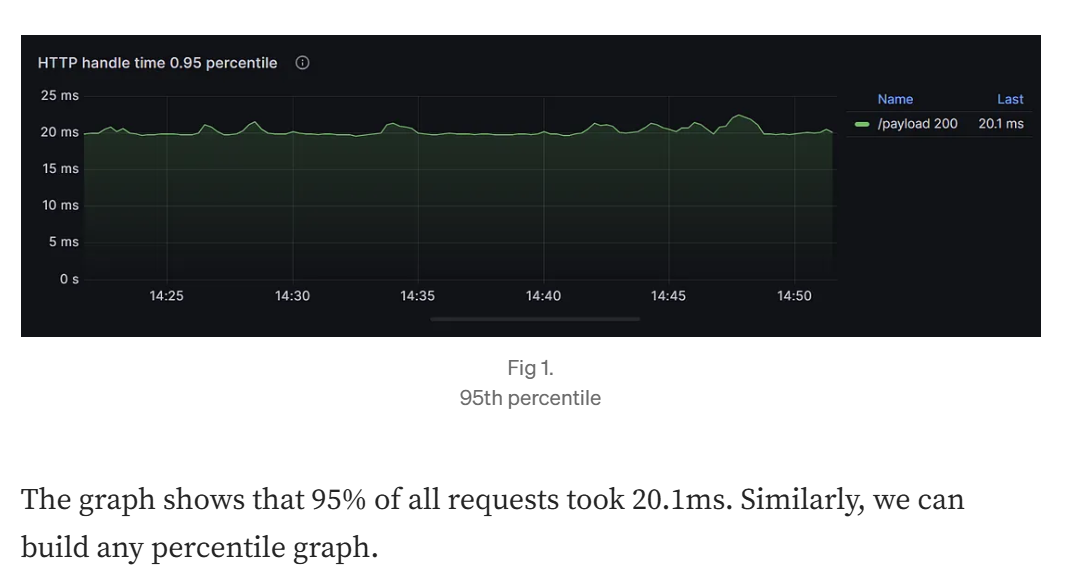 HTTP handle time 0.95 percentile
25 ms
20 ms
15 ms
10 ms
5 ms
0 s
14:25 14:30 14:35 14:40 14:45 14:50
Name Last
/payload 200 20.1 ms
Fig 1.
95th percentile
The graph shows that 95% of all requests took 20.1ms. Similarly, we can
build any percentile graph.